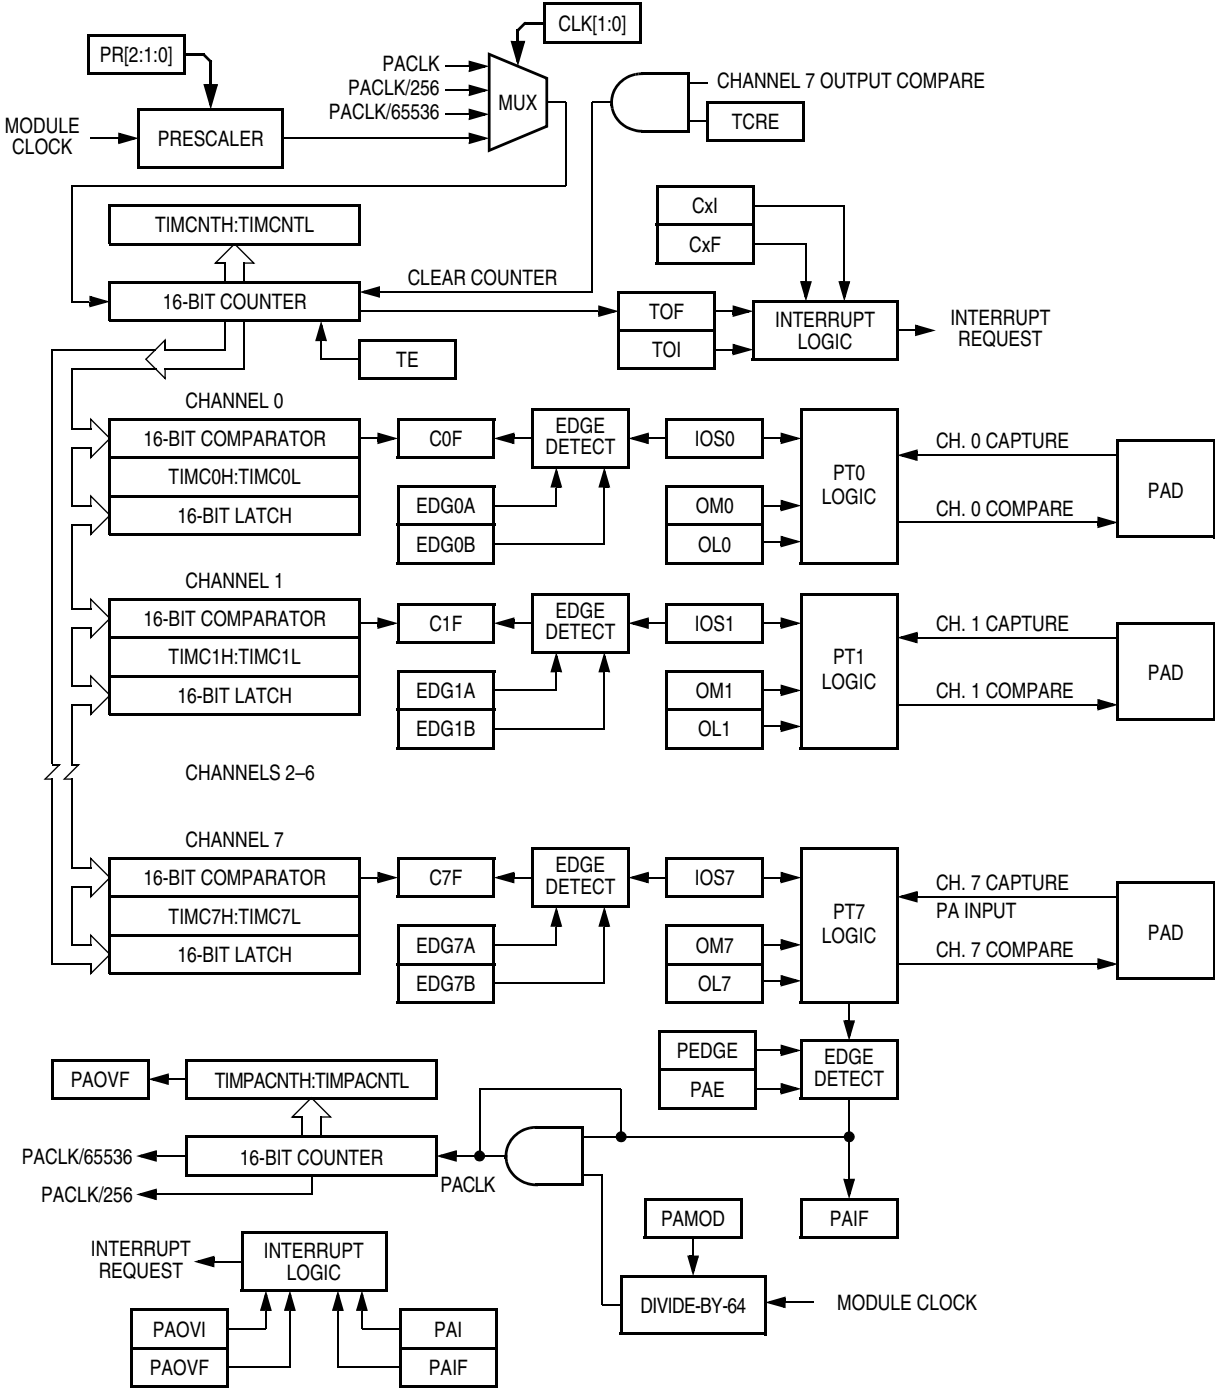 CLK[1:0]
PR[2:1:0]
PACLK
PACLK/256
PACLK/65536
MUX
CHANNEL 7 OUTPUT COMPARE
TCRE
MODULE
CLOCK
PRESCALER
TIMCNTH:TIMCNTL
CxI
CxF
CLEAR COUNTER
16-BIT COUNTER
TOF
TOI
INTERRUPT
LOGIC
INTERRUPT
REQUEST
TE
CHANNEL 0
16-BIT COMPARATOR
TIMC0H:TIMC0L
16-BIT LATCH
C0F
EDGE
DETECT
IOS0
EDG0A
EDG0B
OM0
OL0
PT0
LOGIC
CH. 0 CAPTURE
CH. 0 COMPARE
PAD
CHANNEL 1
16-BIT COMPARATOR
TIMC1H:TIMC1L
16-BIT LATCH
C1F
EDGE
DETECT
IOS1
EDG1A
EDG1B
OM1
OL1
PT1
LOGIC
CH. 1 CAPTURE
CH. 1 COMPARE
PAD
CHANNELS 2–6
CHANNEL 7
16-BIT COMPARATOR
TIMC7H:TIMC7L
16-BIT LATCH
C7F
EDGE
DETECT
IOS7
EDG7A
EDG7B
OM7
OL7
PT7
LOGIC
CH. 7 CAPTURE
PA INPUT
CH. 7 COMPARE
PAD
PEDGE
PAE
EDGE
DETECT
PAOVF
TIMPACNTH:TIMPACNTL
16-BIT COUNTER
PACLK/65536
PACLK/256
PACLK
PAMOD
PAIF
INTERRUPT
REQUEST
INTERRUPT
LOGIC
DIVIDE-BY-64
MODULE CLOCK
PAOVI
PAOVF
PAI
PAIF